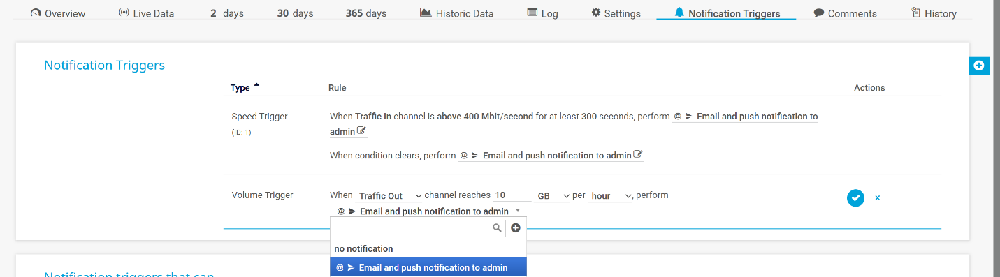 Overview Live Data 2 days 30 days 365 days Historic Data Log Settings Notification Triggers Comments History
Notification Triggers
Type Rule Actions
Speed Trigger When Traffic In channel is above 400 Mbit/second for at least 300 seconds, perform @ Email and push notification to
(ID: 1) admin
When condition clears, perform @ Email and push notification to admin
Volume Trigger When Traffic Out channel reaches 10 GB per hour , perform
@ Email and push notification to admin
no notification
@ Email and push notification to admin
Notification triggers that can